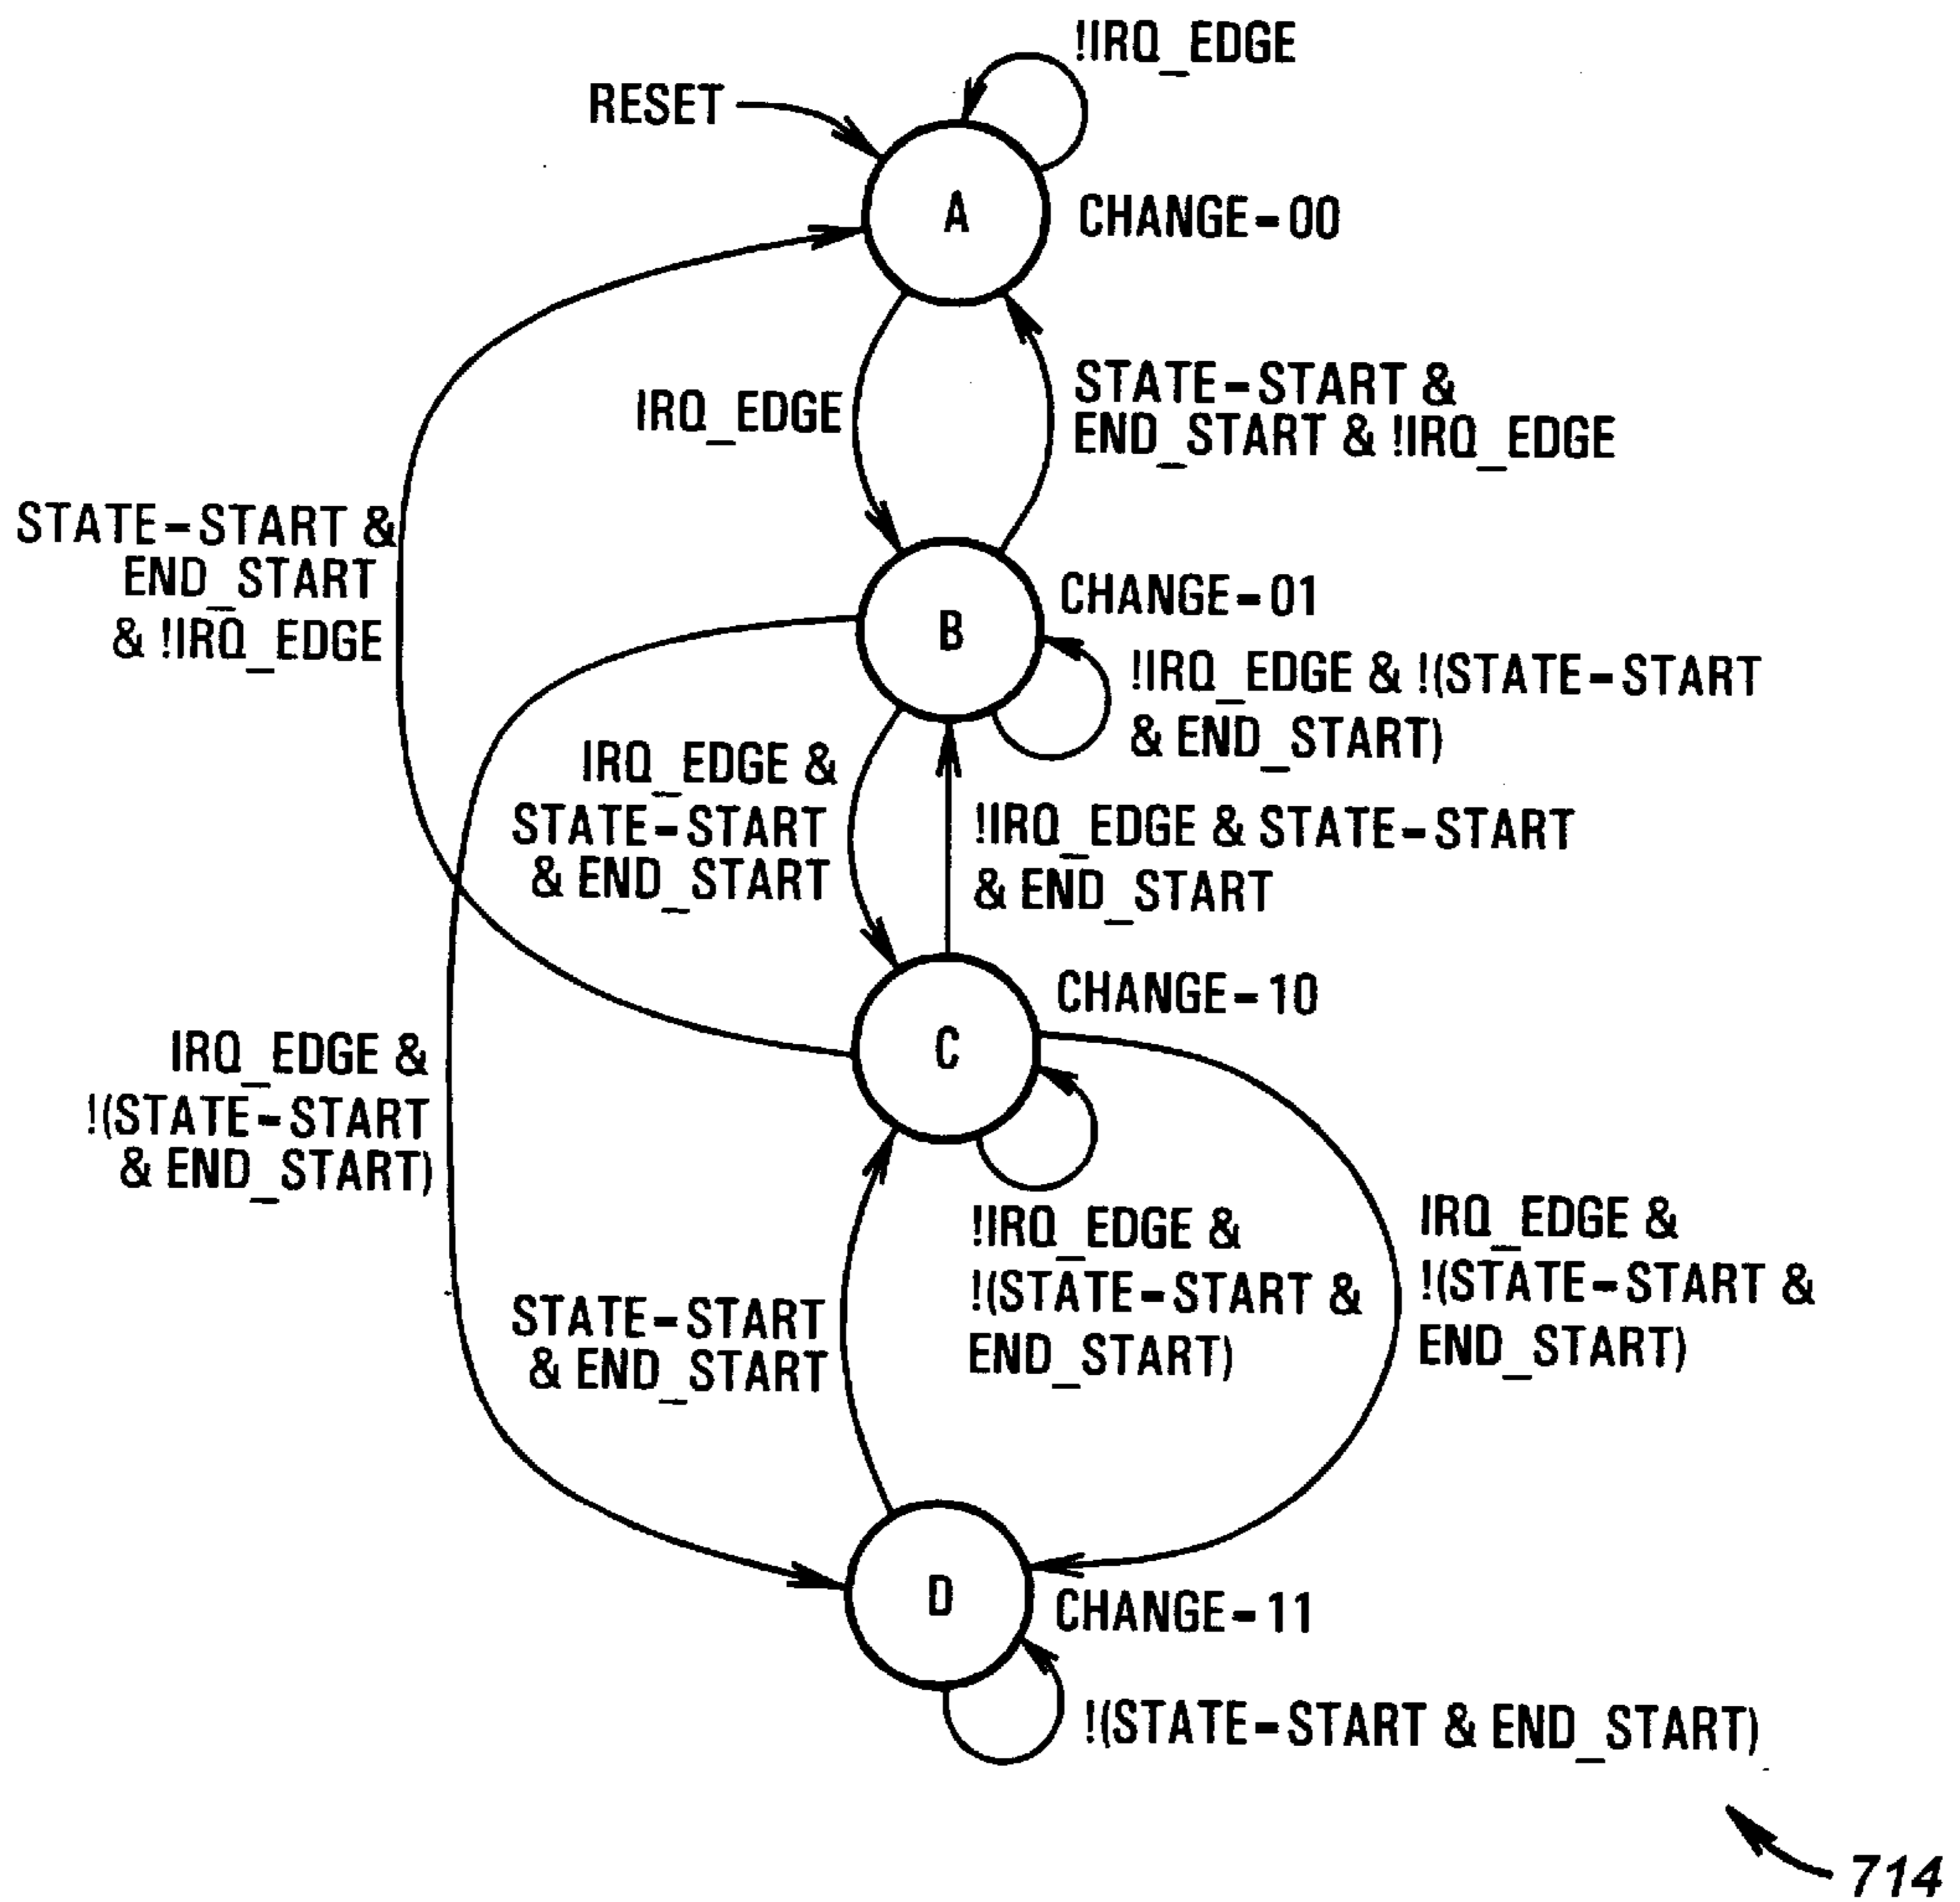 !IRQ_EDGE
RESET
A
CHANGE=00
IRQ_EDGE
STATE=START &
END_START & !IRQ_EDGE
STATE=START &
END_START
& !IRQ_EDGE
B
CHANGE=01
!IRQ_EDGE & !(STATE=START
& END_START)
IRQ_EDGE &
STATE=START
& END_START
!IRQ_EDGE & STATE=START
& END_START
C
CHANGE=10
IRQ_EDGE &
!(STATE=START
& END_START)
!IRQ_EDGE &
!(STATE=START &
END_START)
IRQ_EDGE &
!(STATE=START &
END_START)
STATE=START
& END_START
D
CHANGE=11
!(STATE=START & END_START)
714